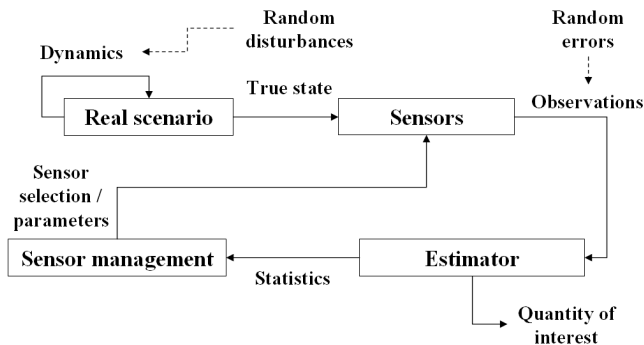 Random
disturbances
Random
errors
Dynamics
True state
Observations
Real scenario
Sensors
Sensor
selection /
parameters
Sensor management
Statistics
Estimator
Quantity of
interest